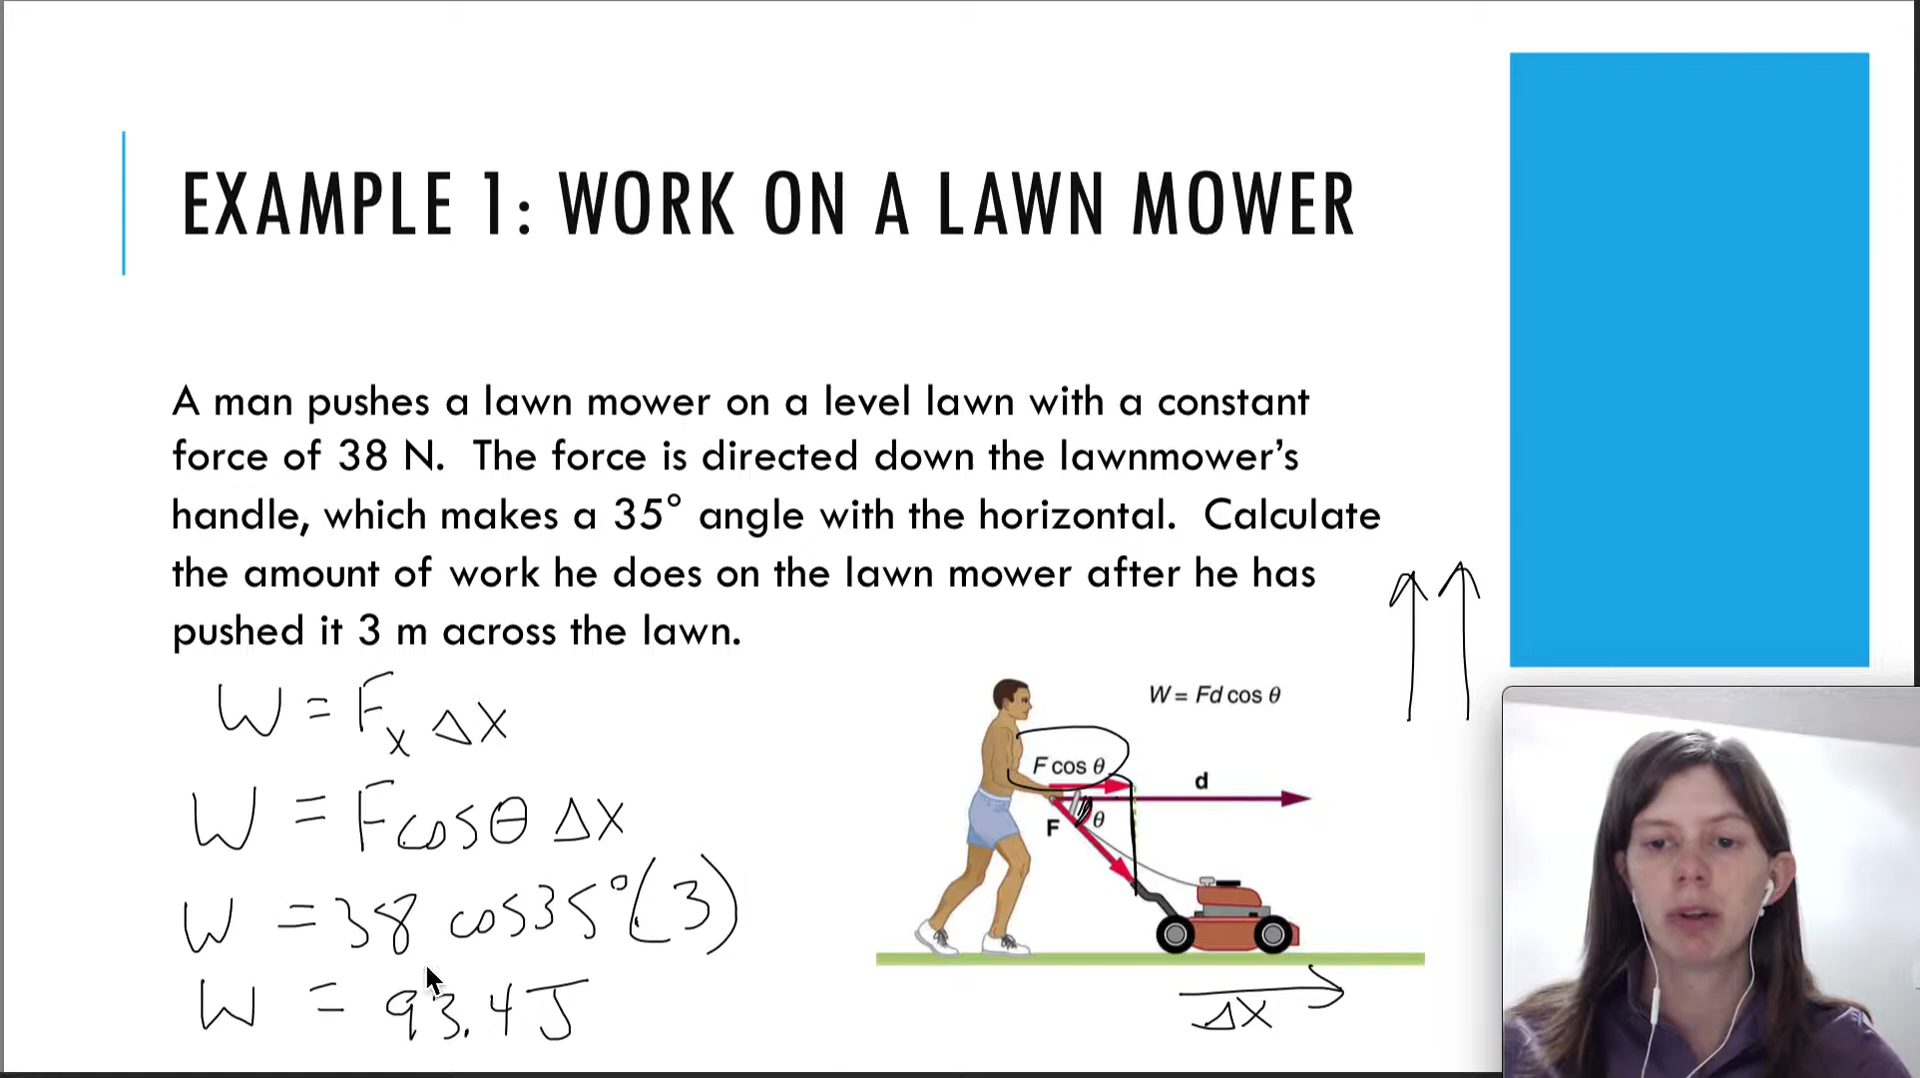 EXAMPLE 1: WORK ON A LAWN MOWER
A man pushes a lawn mower on a level lawn with a constant
force of 38 N. The force is directed down the lawnmower's
handle, which makes a 35° angle with the horizontal. Calculate
the amount of work he does on the lawn mower after he has
pushed it 3 m across the lawn.
W = Fx Δx
W = F cosθ Δx
W = 38 cos35° (3)
W = 93.4 J
W = Fd cos θ
F cos θ
d
F
θ
Δx